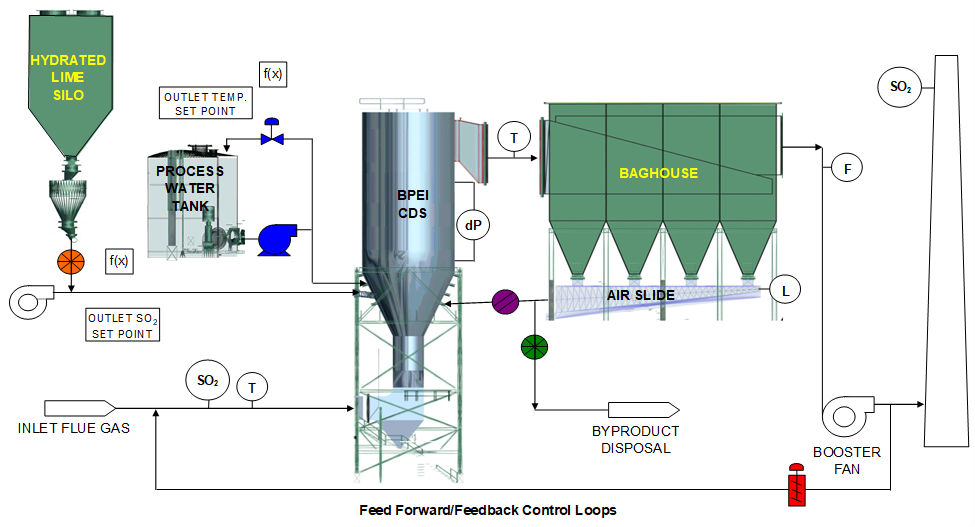 HYDRATED
LIME
SILO
f(x)
OUTLET TEMP.
SET POINT
PROCESS
WATER
TANK
BPEI
CDS
T
dP
BAGHOUSE
SO2
F
f(x)
OUTLET SO2
SET POINT
AIR SLIDE
L
SO2
T
INLET FLUE GAS
BYPRODUCT
DISPOSAL
BOOSTER
FAN
Feed Forward/Feedback Control Loops